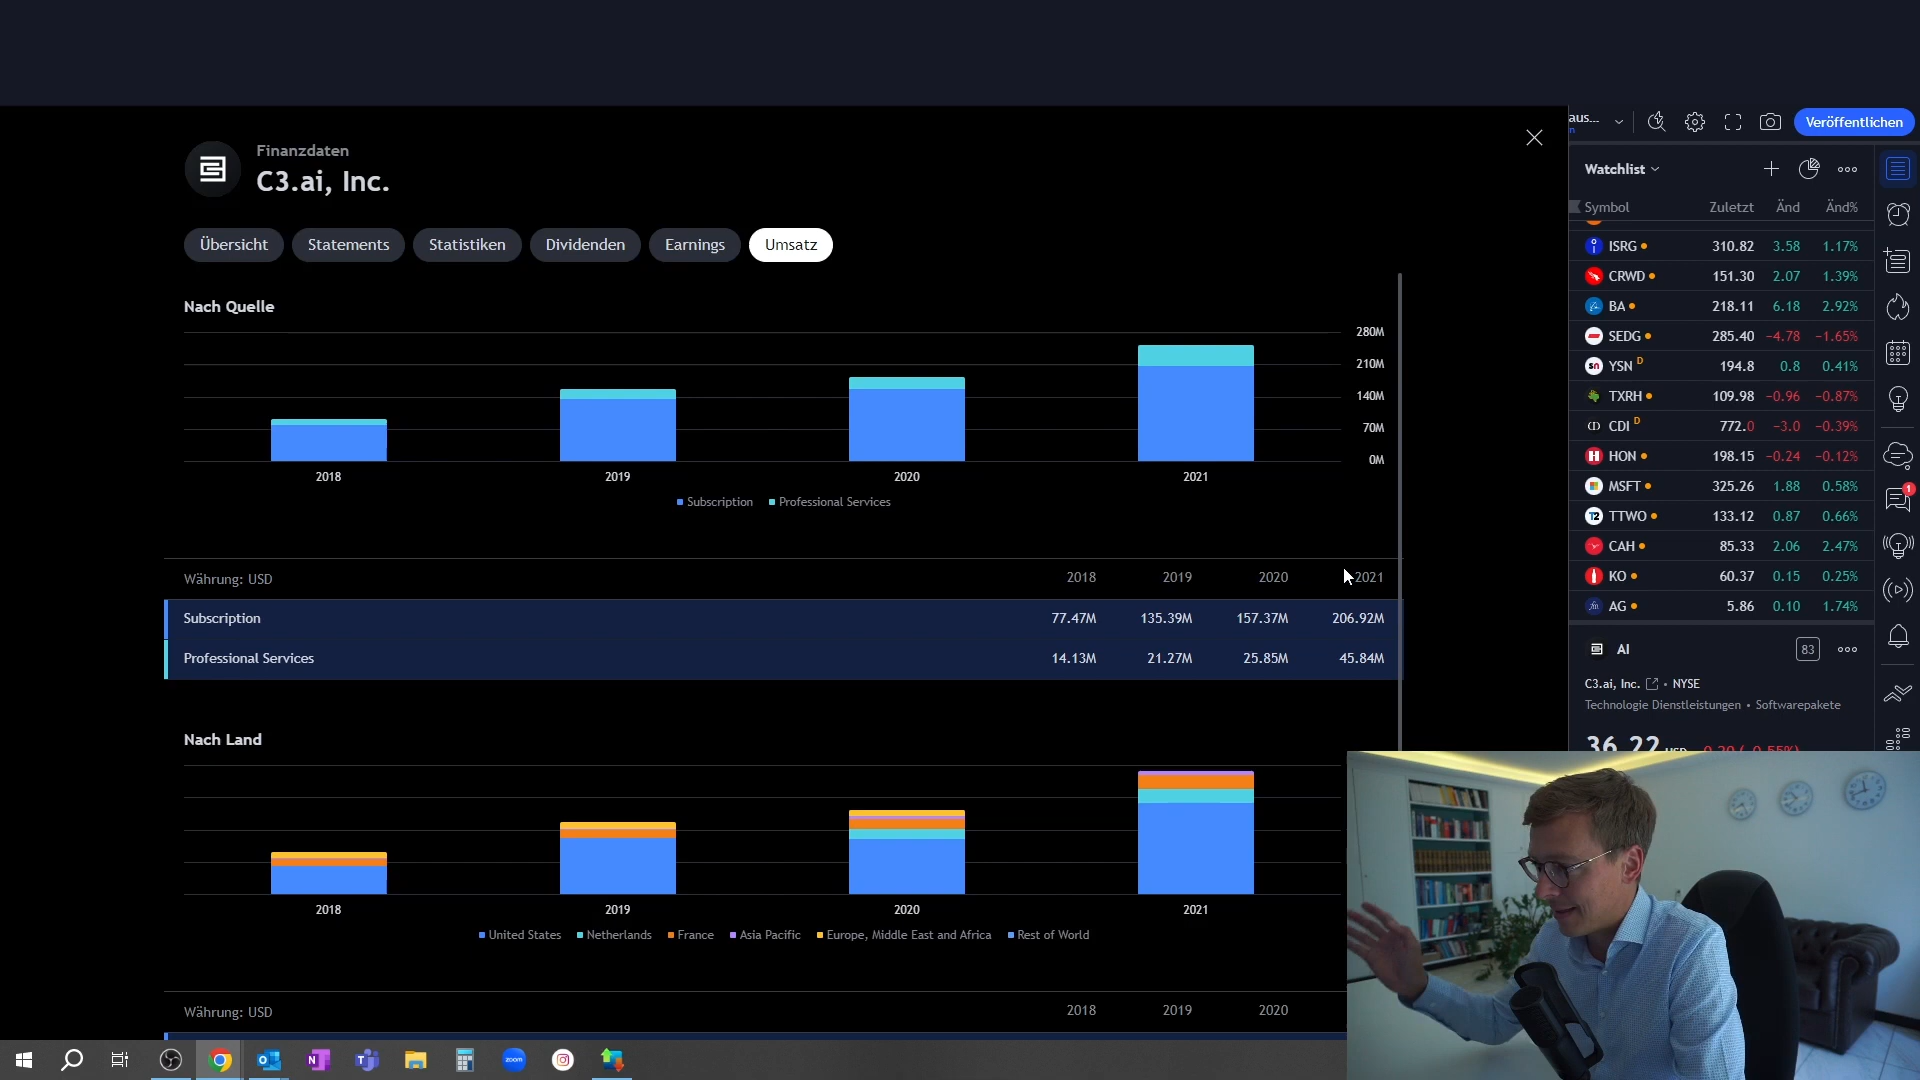 Finanzdaten
C3.ai, Inc.
Übersicht Statements Statistiken Dividenden Earnings Umsatz
Nach Quelle
280M
210M
140M
70M
0M
2018 2019 2020 2021
Subscription Professional Services
Währung: USD 2018 2019 2020 2021
Subscription 77.47M 135.39M 157.37M 206.92M
Professional Services 14.13M 21.27M 25.85M 45.84M
Nach Land
2018 2019 2020 2021
United States Netherlands France Asia Pacific Europe, Middle East and Africa Rest of World
Währung: USD 2018 2019 2020
aus... Veröffentlichen
Watchlist
Symbol Zuletzt Änd Änd%
ISRG 310.82 3.58 1.17%
CRWD 151.30 2.07 1.39%
BA 218.11 6.18 2.92%
SEDG 285.40 −4.78 −1.65%
YSN D 194.8 0.8 0.41%
TXRH 109.98 −0.96 −0.87%
CDI D 772.0 −3.0 −0.39%
HON 198.15 −0.24 −0.12%
MSFT 325.26 1.88 0.58%
TTWO 133.12 0.87 0.66%
CAH 85.33 2.06 2.47%
KO 60.37 0.15 0.25%
AG 5.86 0.10 1.74%
AI 83
C3.ai, Inc. • NYSE
Technologie Dienstleistungen • Softwarepakete
36.22 USD −0.20 (−0.55%)
1
zoom